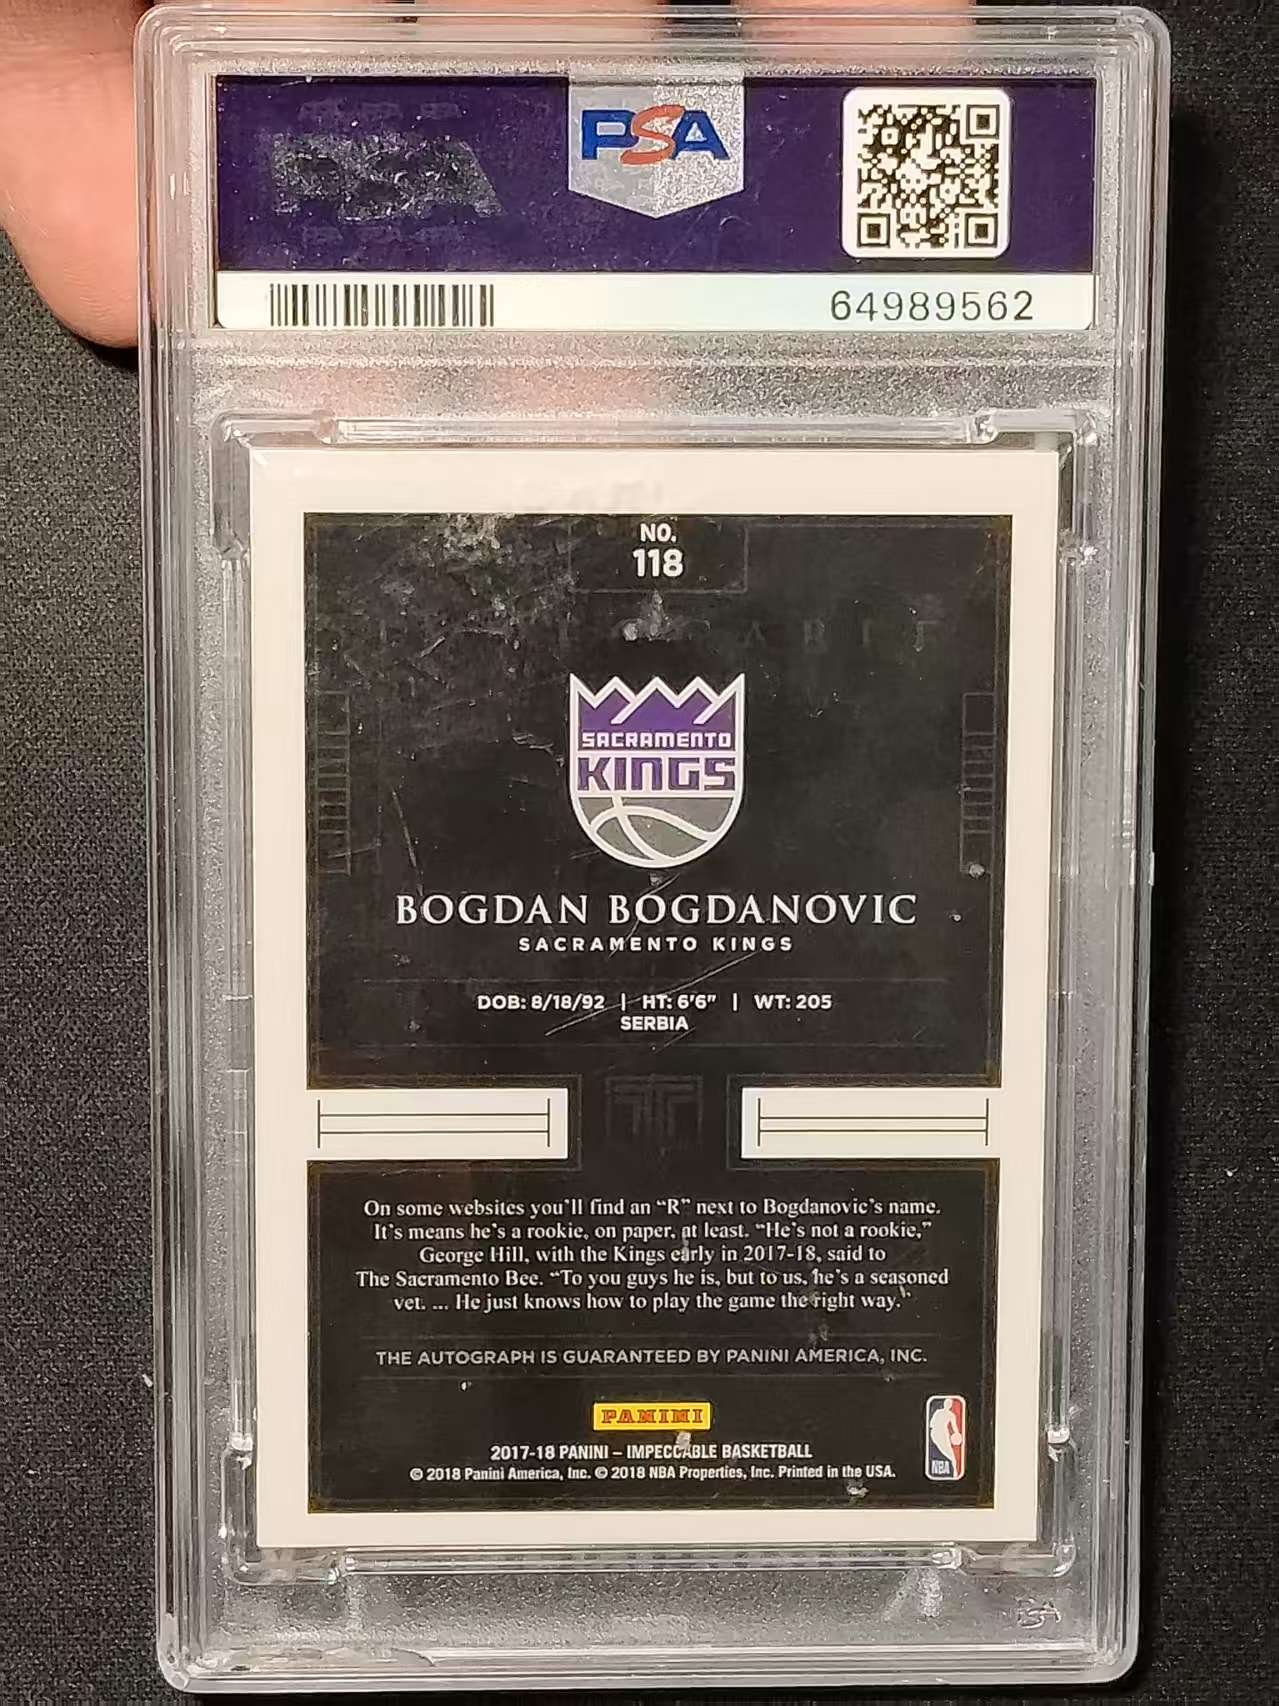 PSA
64989562
NO.
118
SACRAMENTO
KINGS
BOGDAN BOGDANOVIC
SACRAMENTO KINGS
DOB: 8/18/92 | HT: 6'6" | WT: 205
SERBIA
On some websites you'll find an "R" next to Bogdanovic's name.
It's means he's a rookie, on paper, at least. "He's not a rookie,"
George Hill, with the Kings early in 2017-18, said to
The Sacramento Bee. "To you guys he is, but to us, he's a seasoned
vet. ... He just knows how to play the game the right way."
THE AUTOGRAPH IS GUARANTEED BY PANINI AMERICA, INC.
PANINI
NBA
2017-18 PANINI – IMPECCABLE BASKETBALL
© 2018 Panini America, Inc. © 2018 NBA Properties, Inc. Printed in the USA.
PSA